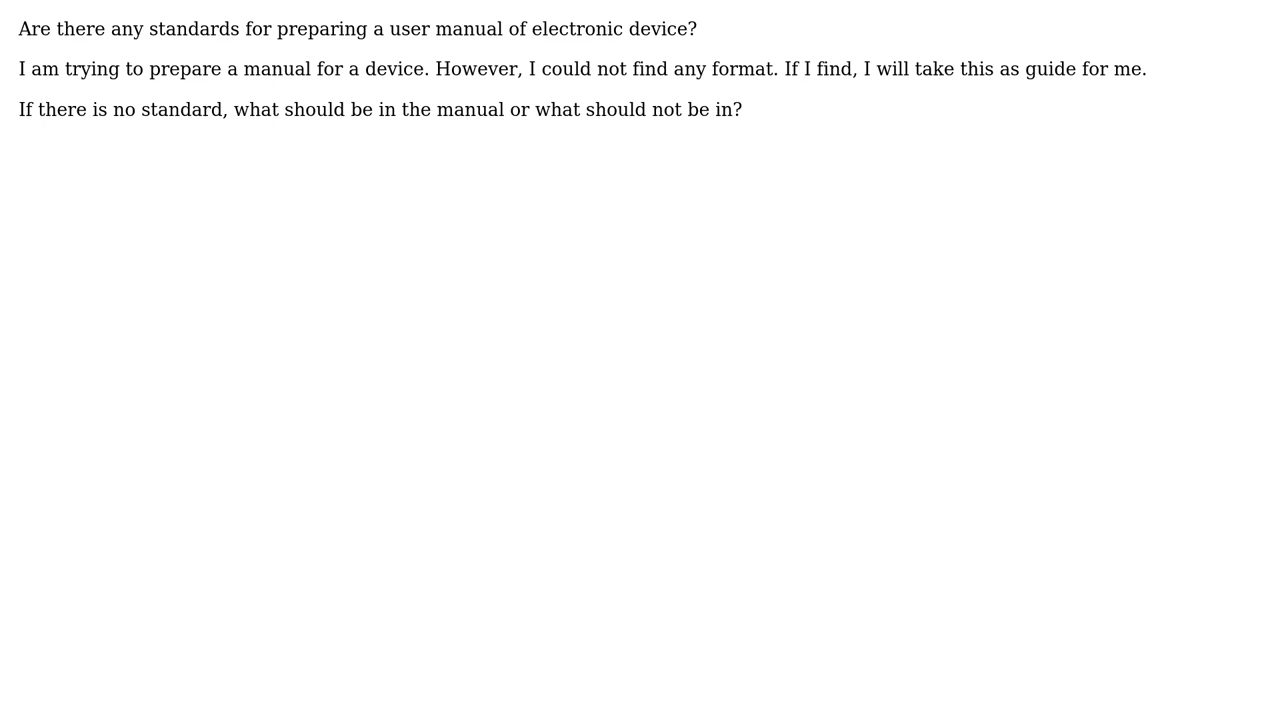 Are there any standards for preparing a user manual of electronic device?
I am trying to prepare a manual for a device. However, I could not find any format. If I find, I will take this as guide for me.
If there is no standard, what should be in the manual or what should not be in?